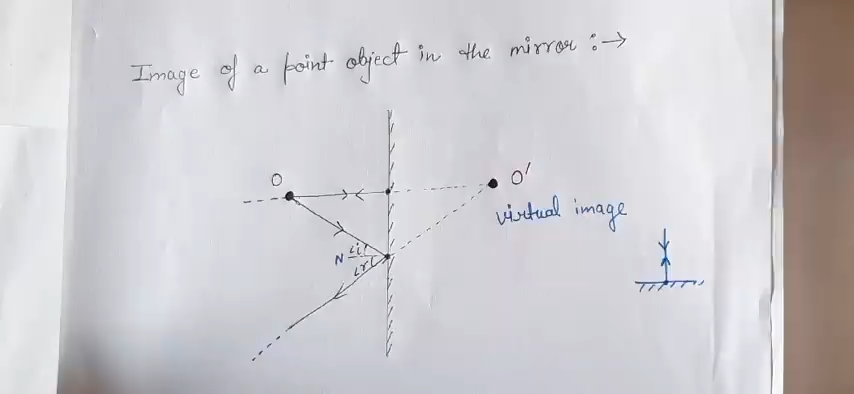 Image of a point object in the mirror :→
O
O'
virtual image
N ∠i
∠r